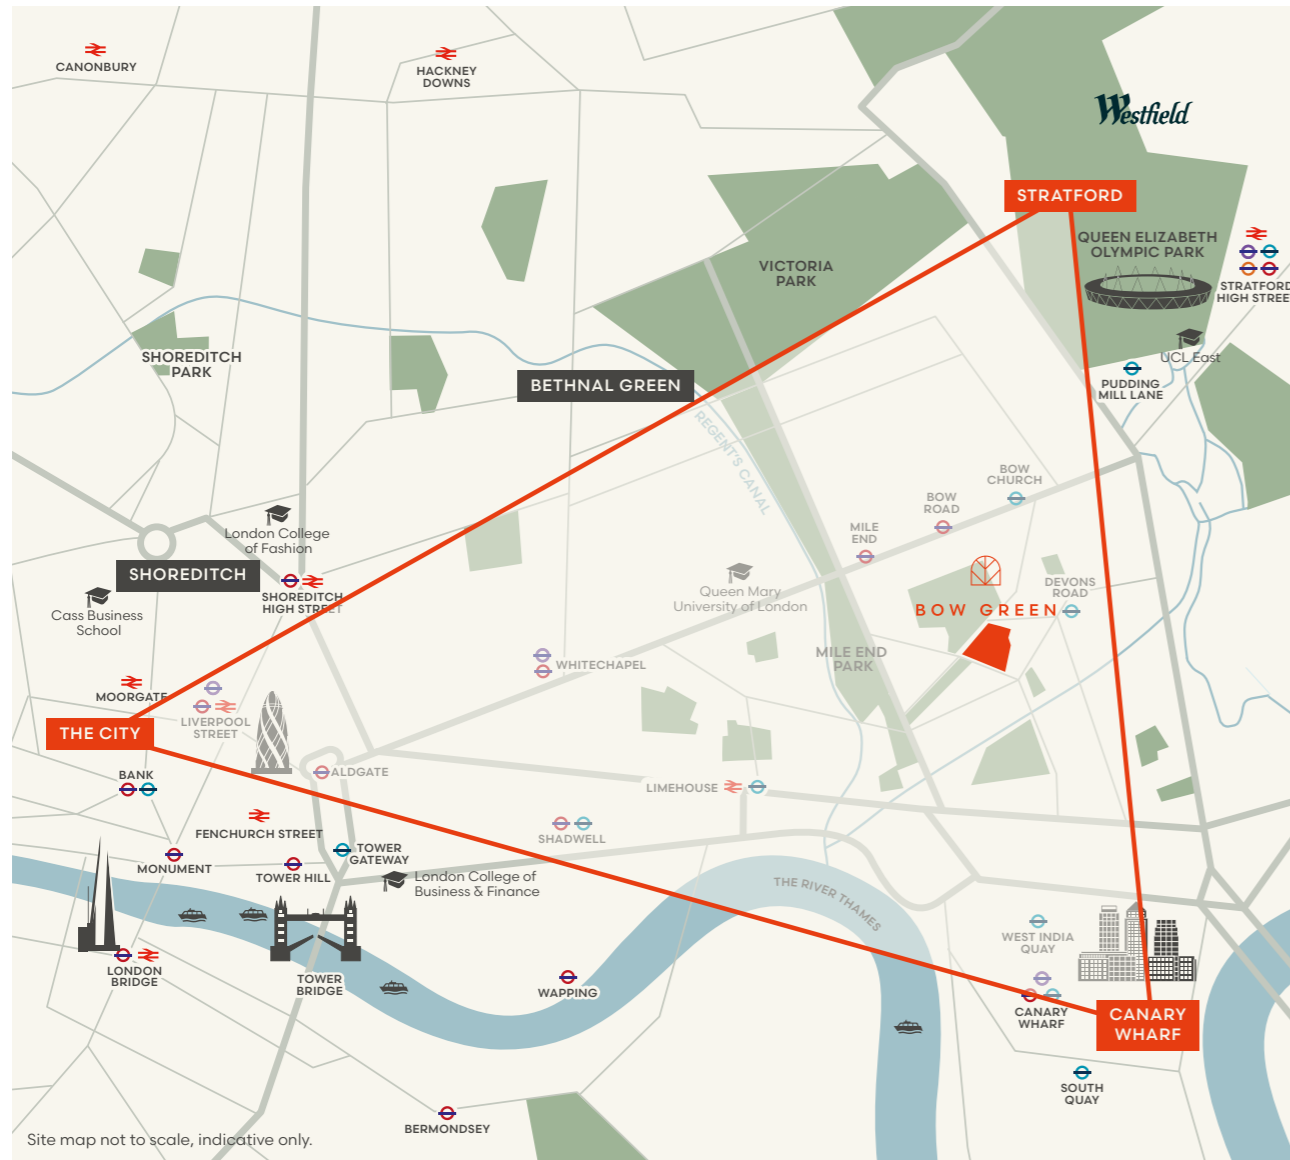 CANONBURY
HACKNEY
DOWNS
Westfield
STRATFORD
QUEEN ELIZABETH
OLYMPIC PARK
VICTORIA
PARK
STRATFORD
HIGH STREE
SHOREDITCH
PARK
UCL East
BETHNAL GREEN
PUDDING
MILL LANE
REGENT'S CANAL
BOW
CHURCH
BOW
ROAD
MILE
END
London College
of Fashion
SHOREDITCH
SHOREDITCH
HIGH STREET
Cass Business
School
Queen Mary
University of London
DEVONS
ROAD
BOW GREEN
MILE END
PARK
WHITECHAPEL
MOORGATE
LIVERPOOL
STREET
THE CITY
BANK
ALDGATE
LIMEHOUSE
FENCHURCH STREET
SHADWELL
TOWER
GATEWAY
MONUMENT
TOWER HILL
London College of
Business & Finance
THE RIVER THAMES
WEST INDIA
QUAY
LONDON
BRIDGE
TOWER
BRIDGE
WAPPING
CANARY
WHARF
CANARY
WHARF
SOUTH
QUAY
BERMONDSEY
Site map not to scale, indicative only.